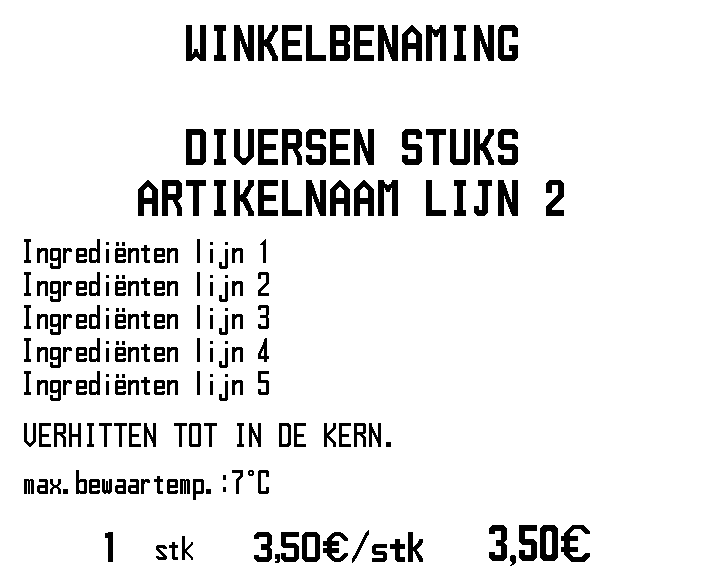 WINKELBENAMING
DIVERSEN STUKS
ARTIKELNAAM LIJN 2
Ingrediënten lijn 1
Ingrediënten lijn 2
Ingrediënten lijn 3
Ingrediënten lijn 4
Ingrediënten lijn 5
VERHITTEN TOT IN DE KERN.
max.bewaartemp.:7°C
1 stk 3,50€/stk 3,50€